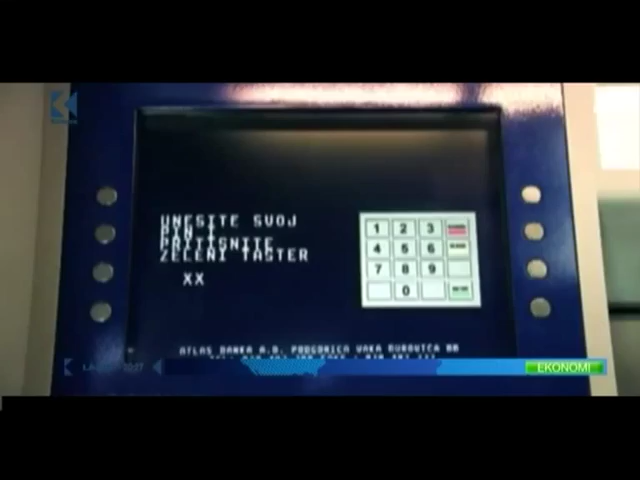 UNESITE SVOJ
PIN I
PRITISNITE
ZELENI TASTER
XX
1 2 3
4 5 6
7 8 9
0
ATLAS BANKA A.D. PODGORICA VAKA ĐUROVIĆA BB
EKONOMI